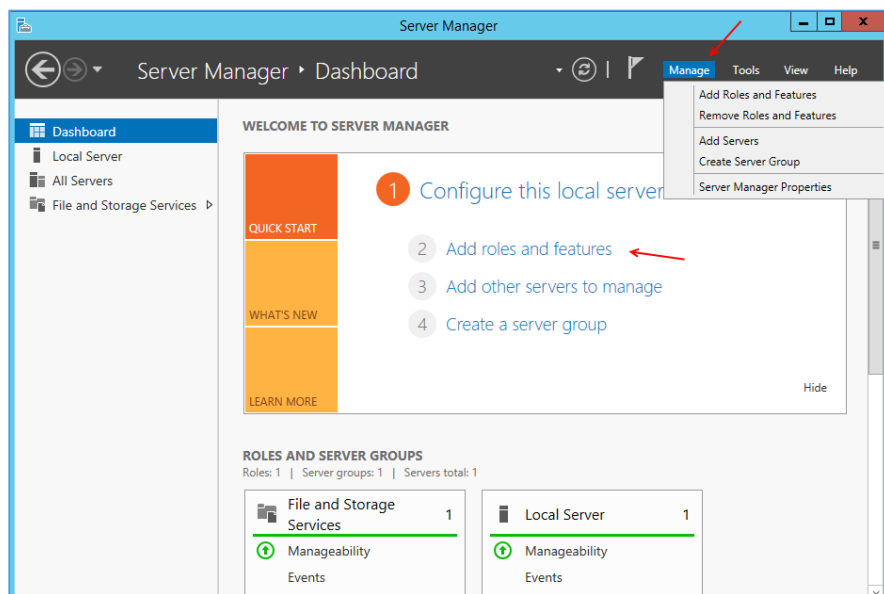 Server Manager
Server Manager • Dashboard
Manage Tools View Help
Add Roles and Features
Remove Roles and Features
Add Servers
Create Server Group
Server Manager Properties
Dashboard
Local Server
All Servers
File and Storage Services
WELCOME TO SERVER MANAGER
QUICK START
WHAT'S NEW
LEARN MORE
1 Configure this local server
2 Add roles and features
3 Add other servers to manage
4 Create a server group
Hide
ROLES AND SERVER GROUPS
Roles: 1 | Server groups: 1 | Servers total: 1
File and Storage
Services
1
Manageability
Events
Local Server 1
Manageability
Events